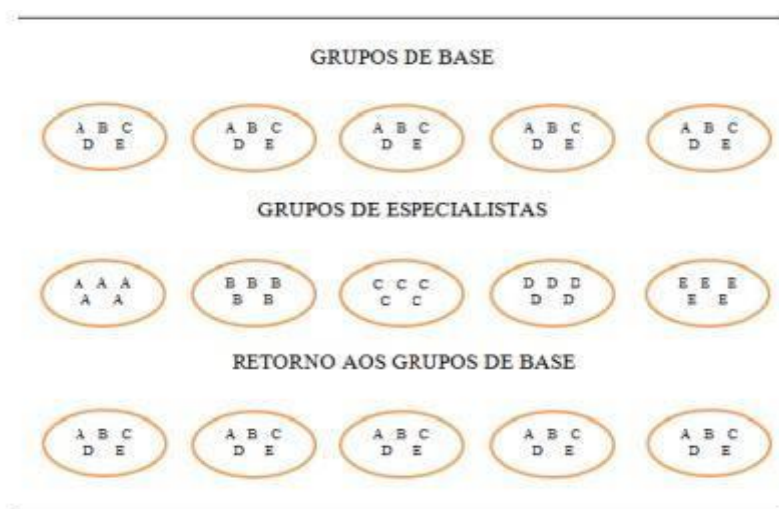 GRUPOS DE BASE
A B C A B C A B C A B C A B C
D E D E D E D E D E
GRUPOS DE ESPECIALISTAS
A A A B B B C C C D D D E E E
A A B B C C D D E E
RETORNO AOS GRUPOS DE BASE
A B C A B C A B C A B C A B C
D E D E D E D E D E